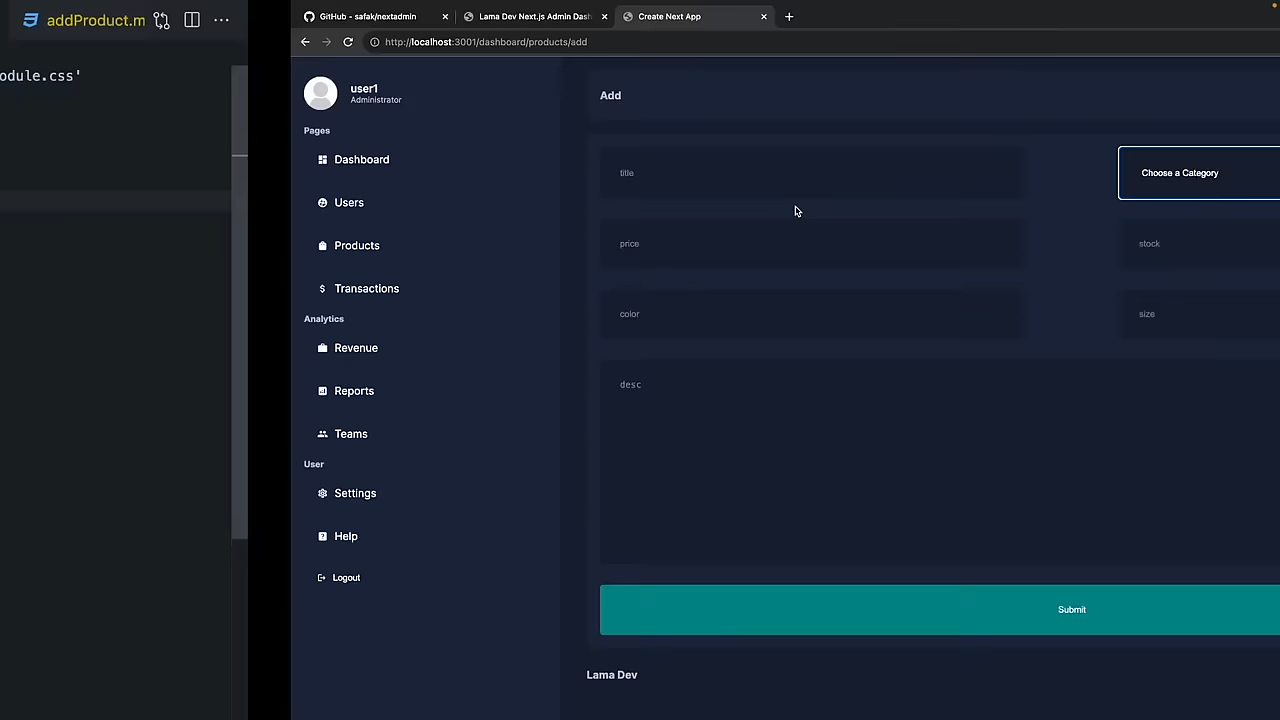 addProduct.m
odule.css'
GitHub - safak/nextadmin
Lama Dev Next.js Admin Dash
Create Next App
http://localhost:3001/dashboard/products/add
user1
Administrator
Pages
Dashboard
Users
Products
Transactions
Analytics
Revenue
Reports
Teams
User
Settings
Help
Logout
Add
title
Choose a Category
price
stock
color
size
desc
Submit
Lama Dev